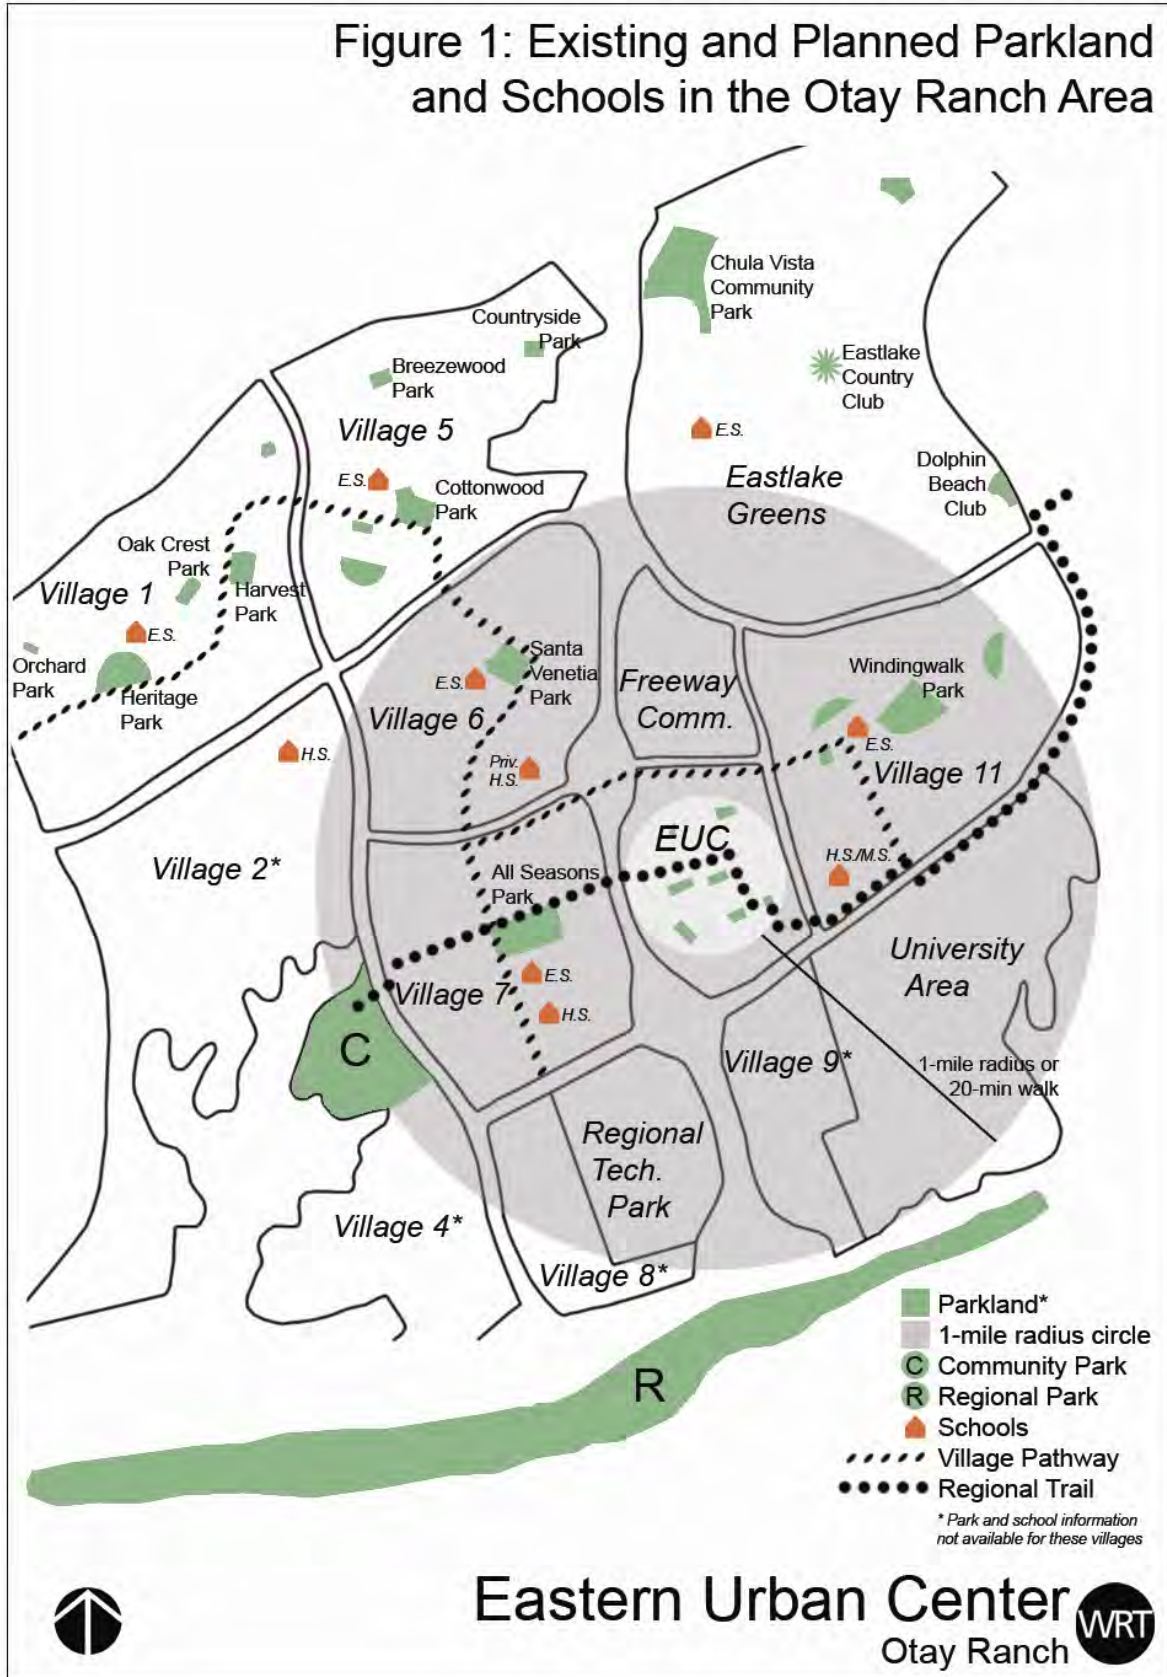 Figure 1: Existing and Planned Parkland
and Schools in the Otay Ranch Area
Chula Vista
Community
Park
Countryside
Park
Eastlake
Country
Club
Breezewood
Park
Village 5
E.S.
Dolphin
Beach
Club
Eastlake
Greens
E.S.
Cottonwood
Park
Oak Crest
Park
Village 1
Harvest
Park
E.S.
Orchard
Park
Heritage
Park
Santa
Venetia
Park
E.S.
Village 6
Freeway
Comm.
Windingwalk
Park
E.S.
Village 11
H.S.
Priv.
H.S.
EUC
Village 2*
All Seasons
Park
H.S./M.S.
University
Area
Village 7
E.S.
H.S.
C
Village 9*
1-mile radius or
20-min walk
Regional
Tech.
Park
Village 4*
Village 8*
R
Parkland*
1-mile radius circle
C Community Park
R Regional Park
Schools
Village Pathway
Regional Trail
* Park and school information
not available for these villages
Eastern Urban Center
Otay Ranch
WRT